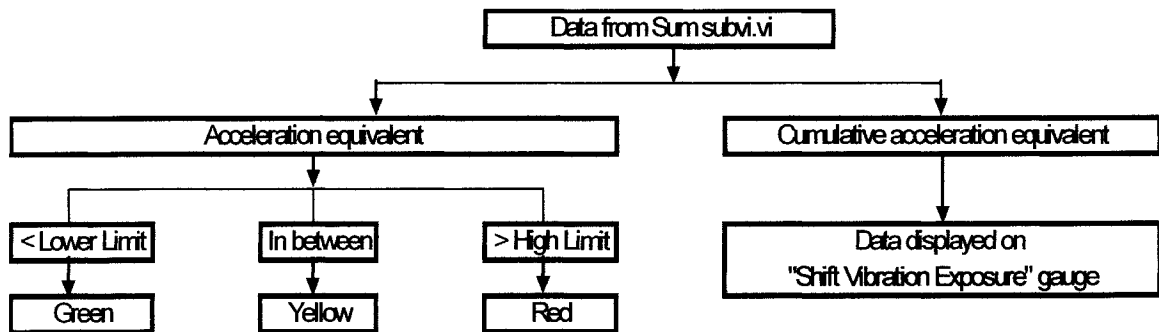 Data from Sum subvi.vi
Acceleration equivalent
Cumulative acceleration equivalent
< Lower Limit
In between
> High Limit
Data displayed on
"Shift Vibration Exposure" gauge
Green
Yellow
Red